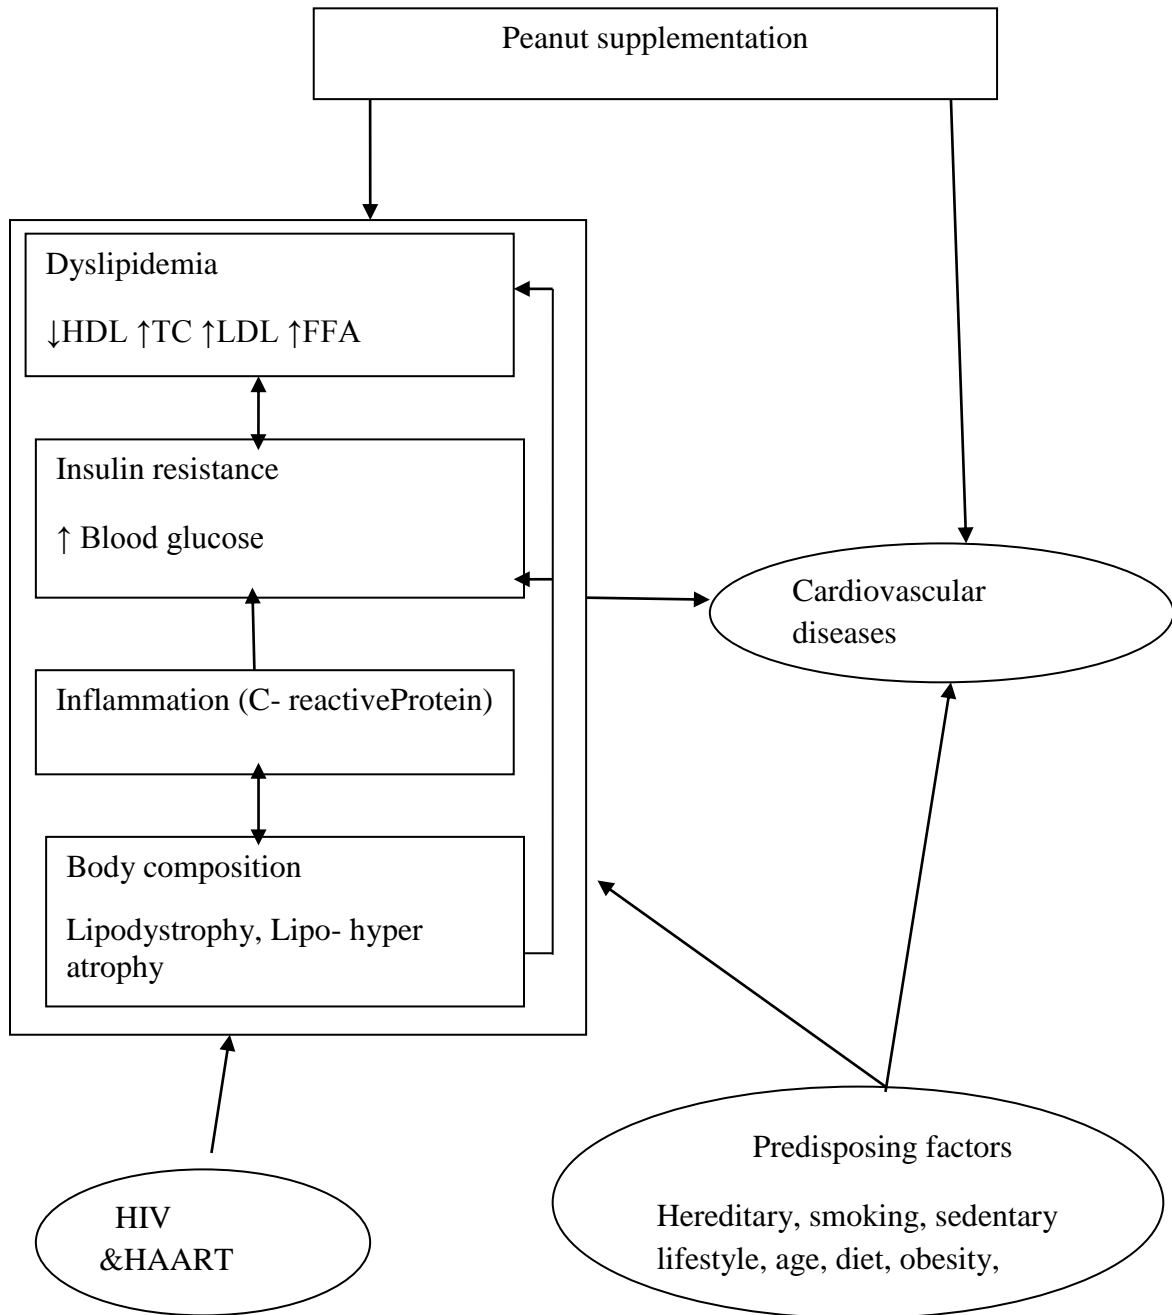 Peanut supplementation
Dyslipidemia
↓HDL ↑TC ↑LDL ↑FFA
Insulin resistance
↑ Blood glucose
Cardiovascular
diseases
Inflammation (C- reactiveProtein)
Body composition
Lipodystrophy, Lipo- hyper
atrophy
Predisposing factors
Hereditary, smoking, sedentary
lifestyle, age, diet, obesity,
HIV
&HAART